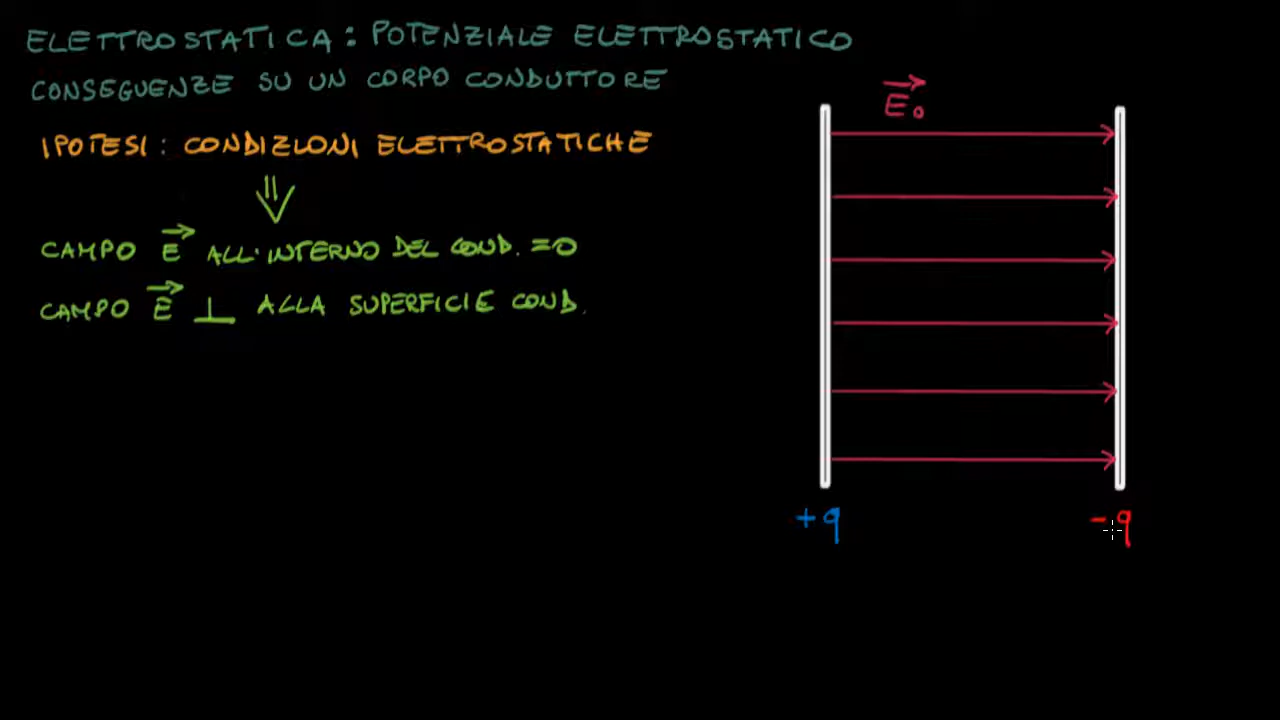 ELETTROSTATICA: POTENZIALE ELETTROSTATICO
CONSEGUENZE SU UN CORPO CONDUTTORE
IPOTESI: CONDIZIONI ELETTROSTATICHE
⇓
CAMPO E⃗ ALL'INTERNO DEL COND. =0
CAMPO E⃗ ⊥ ALLA SUPERFICIE COND.
E⃗₀
+q
-q